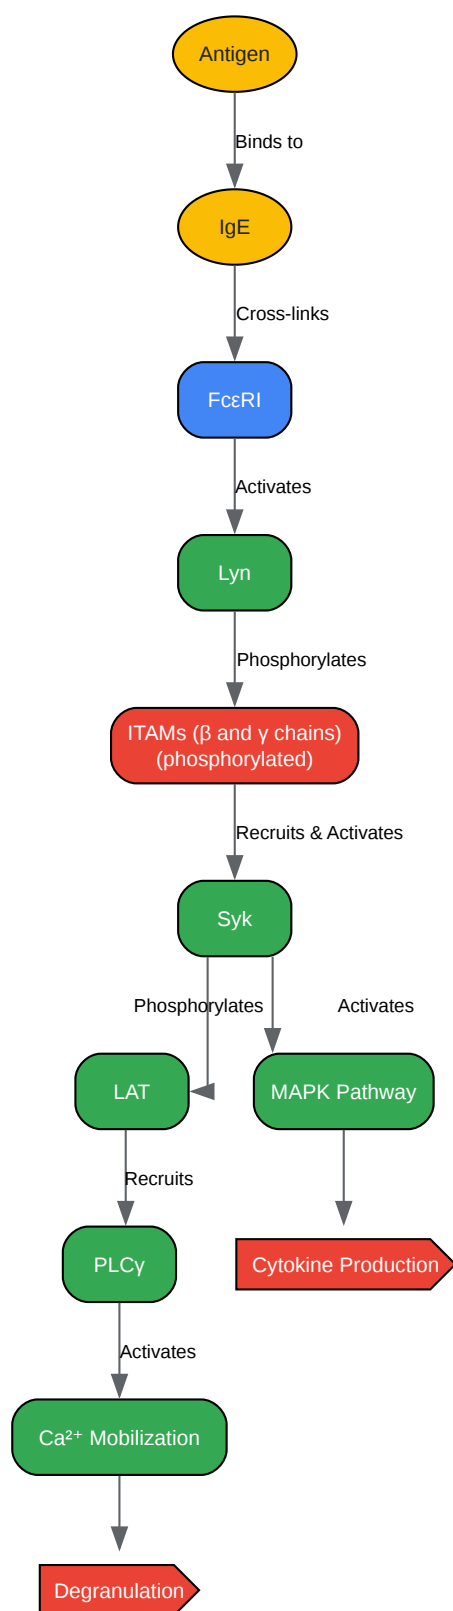 Antigen
Binds to
IgE
Cross-links
FcεRI
Activates
Lyn
Phosphorylates
ITAMs (β and γ chains)
(phosphorylated)
Recruits & Activates
Syk
Phosphorylates
Activates
LAT
MAPK Pathway
Recruits
PLCγ
Cytokine Production
Activates
Ca²⁺ Mobilization
Degranulation